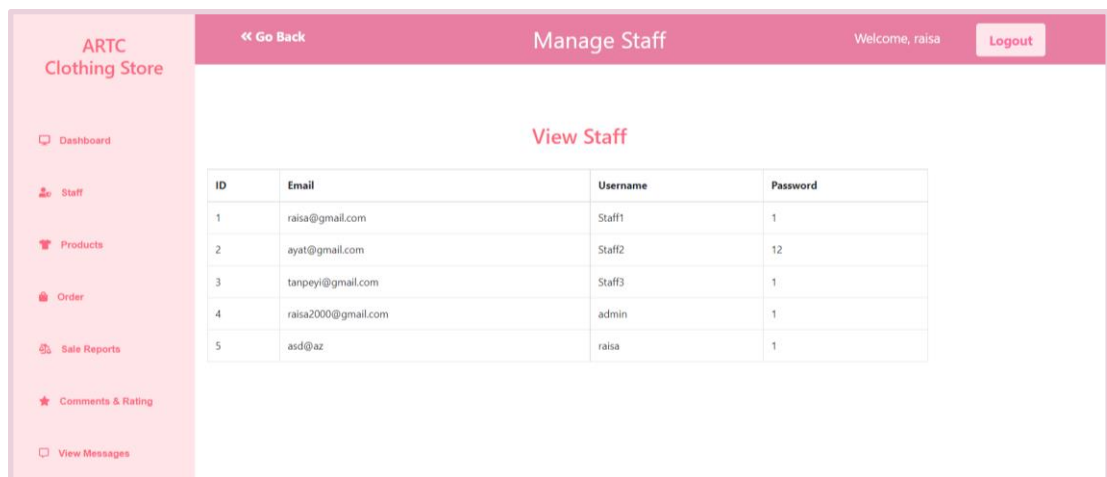 ARTC
Clothing Store
Dashboard
Staff
Products
Order
Sale Reports
Comments & Rating
View Messages
« Go Back
Manage Staff
Welcome, raisa
Logout
View Staff
ID Email Username Password
1 raisa@gmail.com Staff1 1
2 ayat@gmail.com Staff2 12
3 tanpeyi@gmail.com Staff3 1
4 raisa2000@gmail.com admin 1
5 asd@az raisa 1